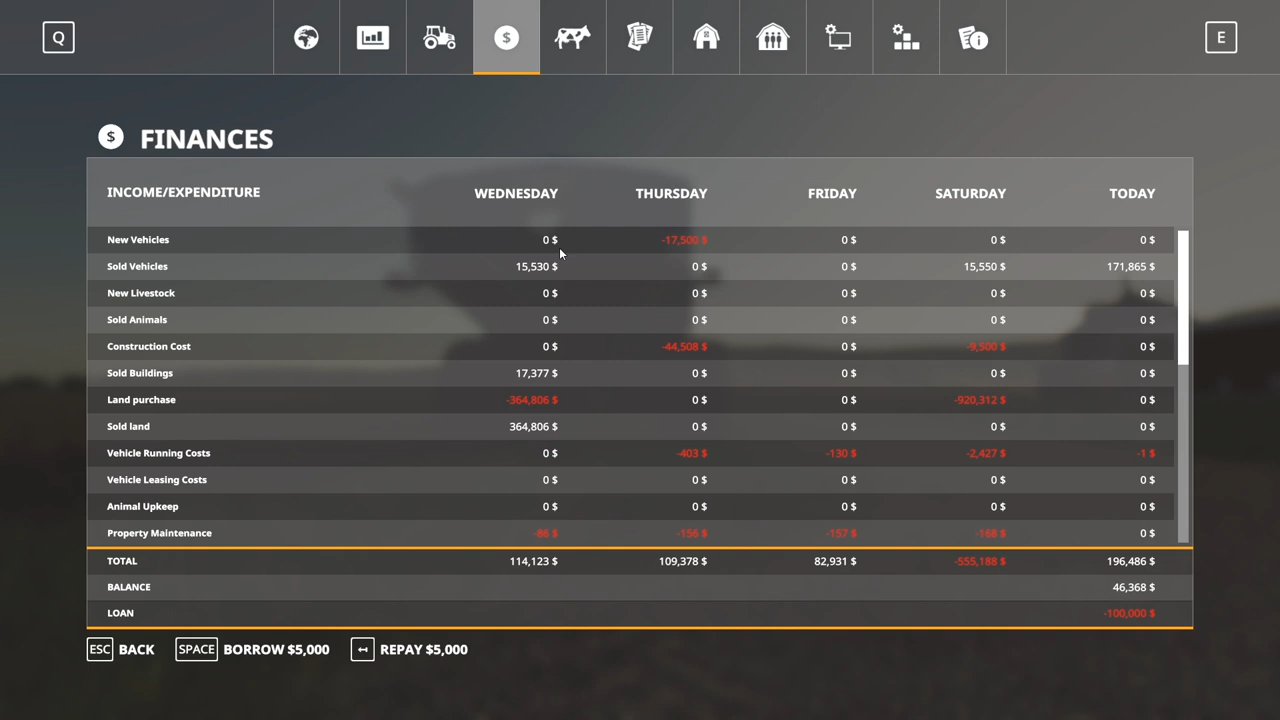 Q
$
E
$ FINANCES
INCOME/EXPENDITURE WEDNESDAY THURSDAY FRIDAY SATURDAY TODAY
New Vehicles 0 $ -17,500 $ 0 $ 0 $ 0 $
Sold Vehicles 15,530 $ 0 $ 0 $ 15,550 $ 171,865 $
New Livestock 0 $ 0 $ 0 $ 0 $ 0 $
Sold Animals 0 $ 0 $ 0 $ 0 $ 0 $
Construction Cost 0 $ -44,508 $ 0 $ -9,500 $ 0 $
Sold Buildings 17,377 $ 0 $ 0 $ 0 $ 0 $
Land purchase -364,806 $ 0 $ 0 $ -920,312 $ 0 $
Sold land 364,806 $ 0 $ 0 $ 0 $ 0 $
Vehicle Running Costs 0 $ -403 $ -130 $ -2,427 $ -1 $
Vehicle Leasing Costs 0 $ 0 $ 0 $ 0 $ 0 $
Animal Upkeep 0 $ 0 $ 0 $ 0 $ 0 $
Property Maintenance -86 $ -156 $ -157 $ -168 $ 0 $
TOTAL 114,123 $ 109,378 $ 82,931 $ -555,188 $ 196,486 $
BALANCE 46,368 $
LOAN -100,000 $
ESC BACK SPACE BORROW $5,000 ↔ REPAY $5,000